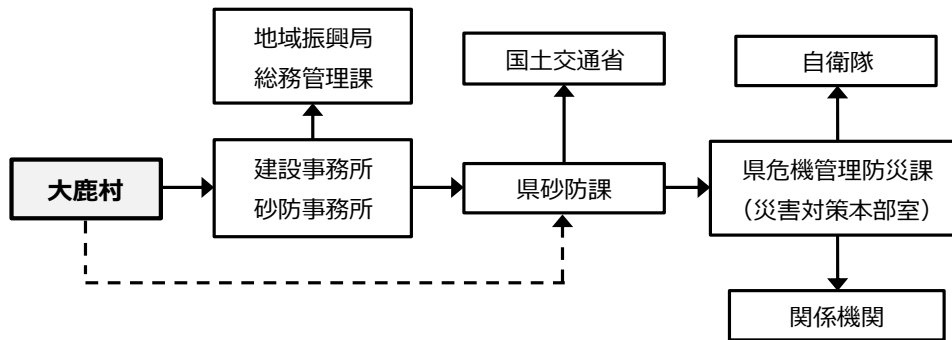 地域振興局
総務管理課
国土交通省
自衛隊
大鹿村
建設事務所
砂防事務所
県砂防課
県危機管理防災課
（災害対策本部室）
関係機関